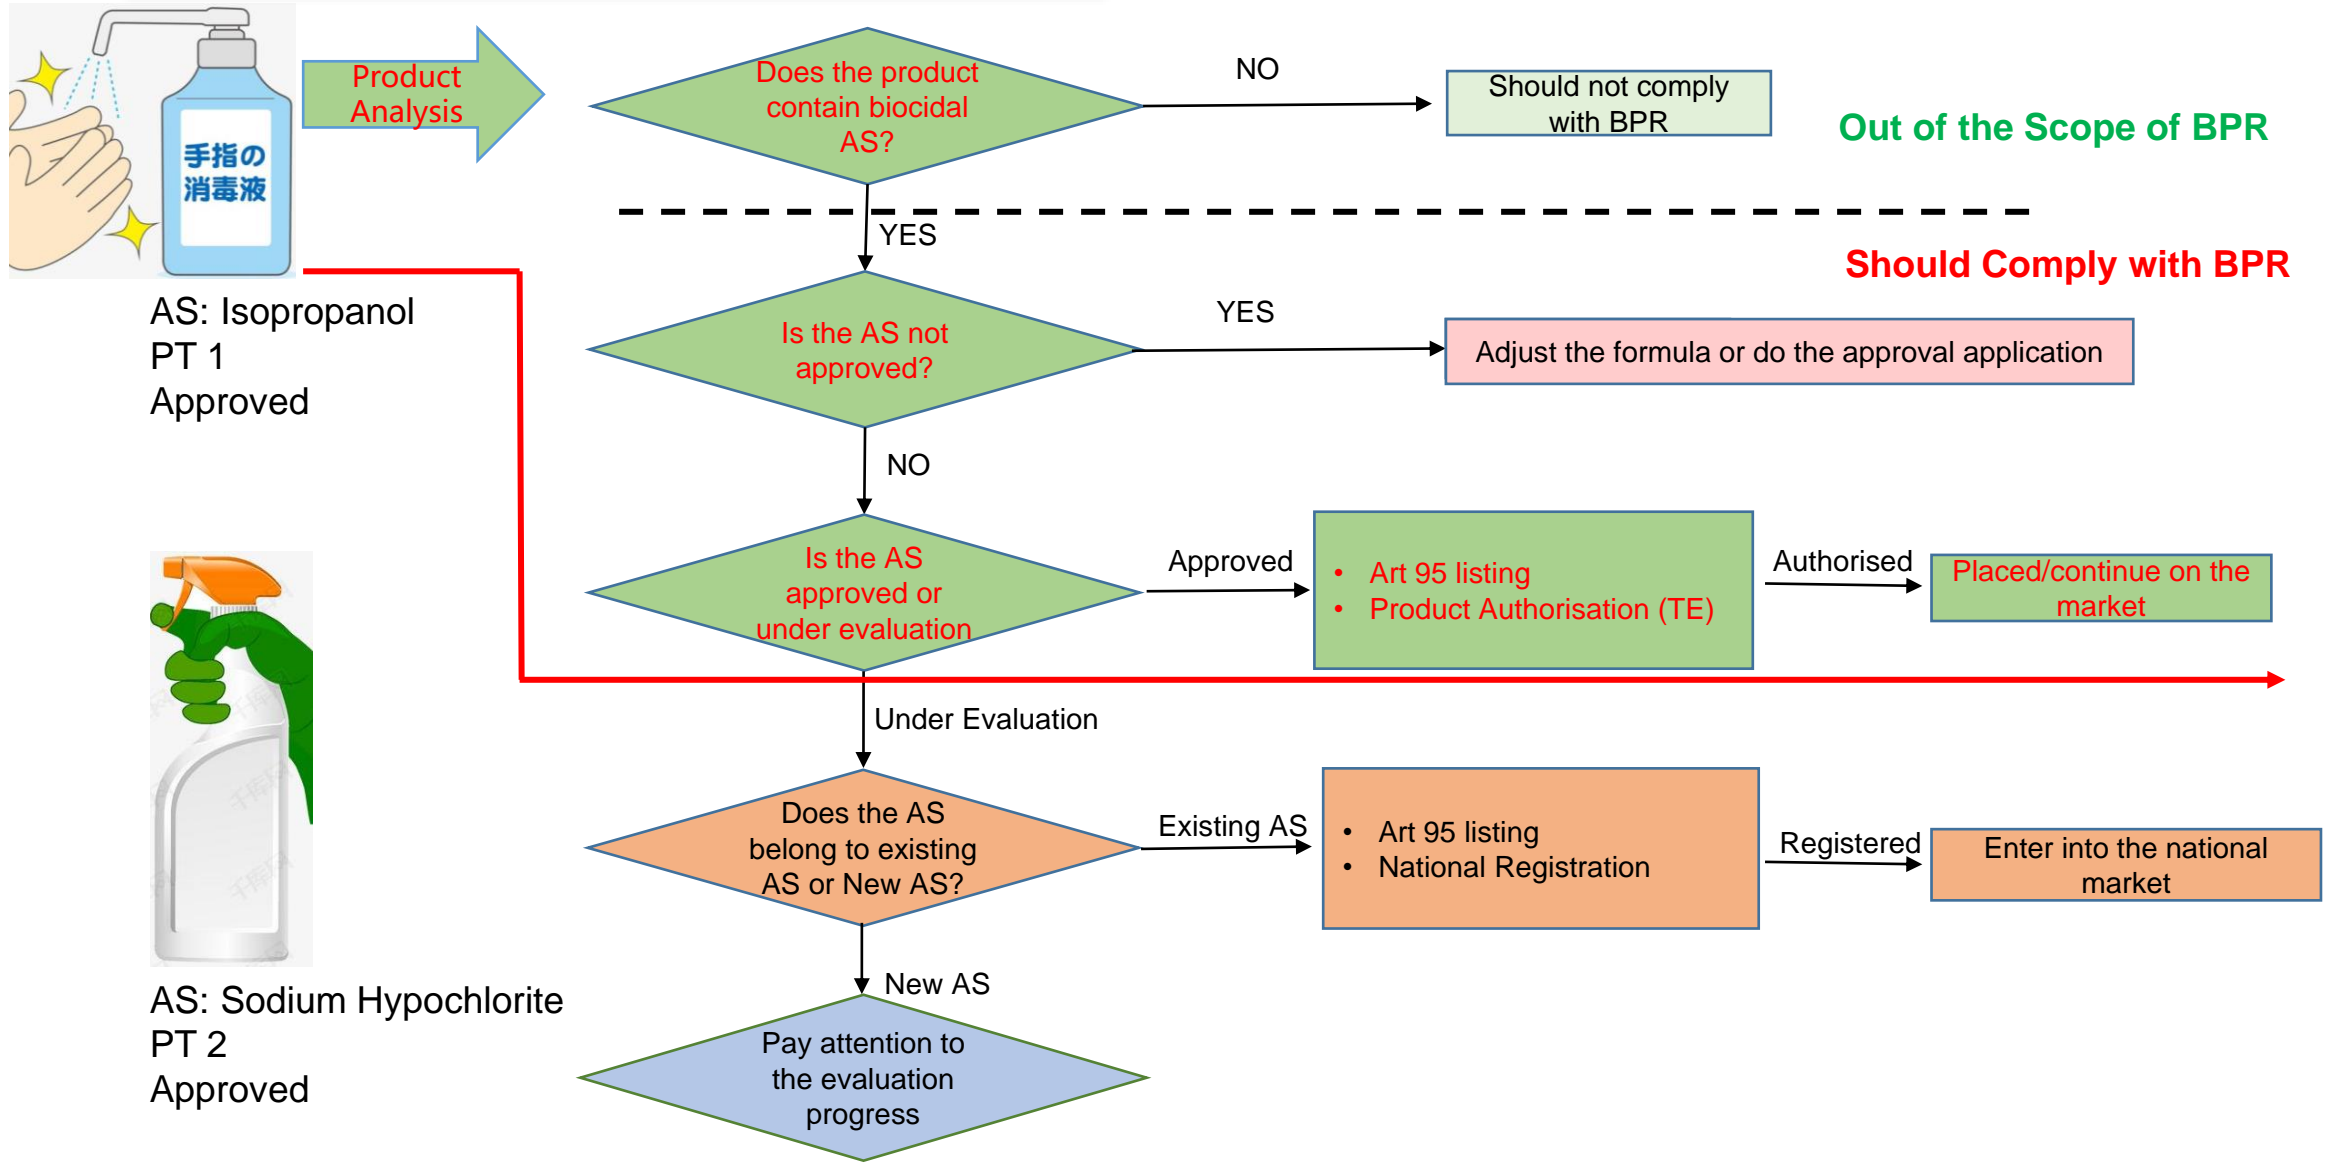 手指の
消毒液
Product
Analysis
Does the product
contain biocidal
AS?
NO
Should not comply
with BPR
Out of the Scope of BPR
YES
Should Comply with BPR
AS: Isopropanol
PT 1
Approved
Is the AS not
approved?
YES
Adjust the formula or do the approval application
NO
Is the AS
approved or
under evaluation
Approved
• Art 95 listing
• Product Authorisation (TE)
Authorised
Placed/continue on the
market
Under Evaluation
Does the AS
belong to existing
AS or New AS?
Existing AS
• Art 95 listing
• National Registration
Registered
Enter into the national
market
New AS
Pay attention to
the evaluation
progress
AS: Sodium Hypochlorite
PT 2
Approved